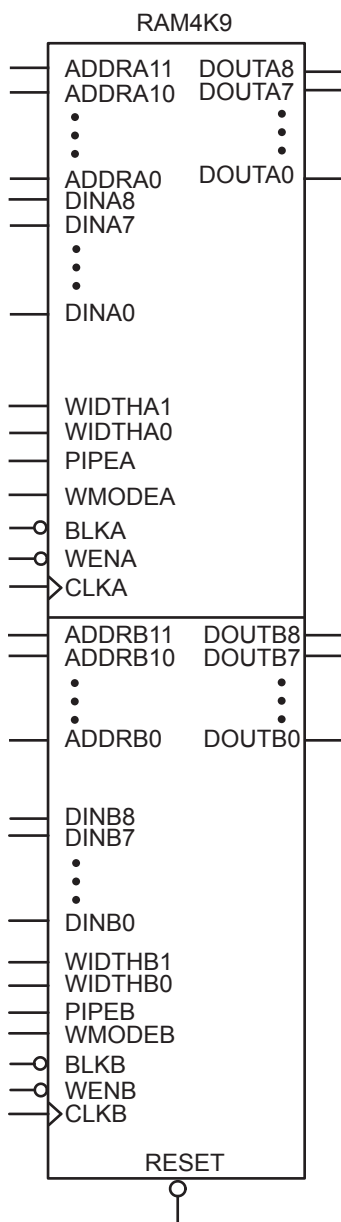 RAM4K9
ADDRA11 DOUTA8
ADDRA10 DOUTA7
ADDRA0 DOUTA0
DINA8
DINA7
DINA0
WIDTHA1
WIDTHA0
PIPEA
WMODEA
BLKA
WENA
CLKA
ADDRB11 DOUTB8
ADDRB10 DOUTB7
ADDRB0 DOUTB0
DINB8
DINB7
DINB0
WIDTHB1
WIDTHB0
PIPEB
WMODEB
BLKB
WENB
CLKB
RESET